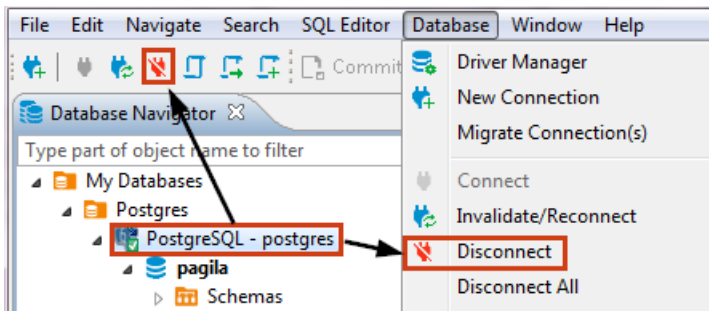 File Edit Navigate Search SQL Editor Database Window Help
Commit
Database Navigator
Type part of object name to filter
My Databases
Postgres
PostgreSQL - postgres
pagila
Schemas
Driver Manager
New Connection
Migrate Connection(s)
Connect
Invalidate/Reconnect
Disconnect
Disconnect All